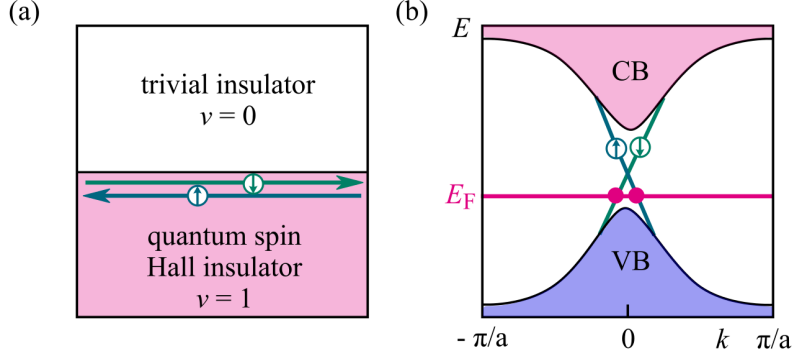 (a)
trivial insulator
v = 0
↓
↑
quantum spin
Hall insulator
v = 1
(b)
E
CB
↑ ↓
E_F
VB
- π/a 0 k π/a